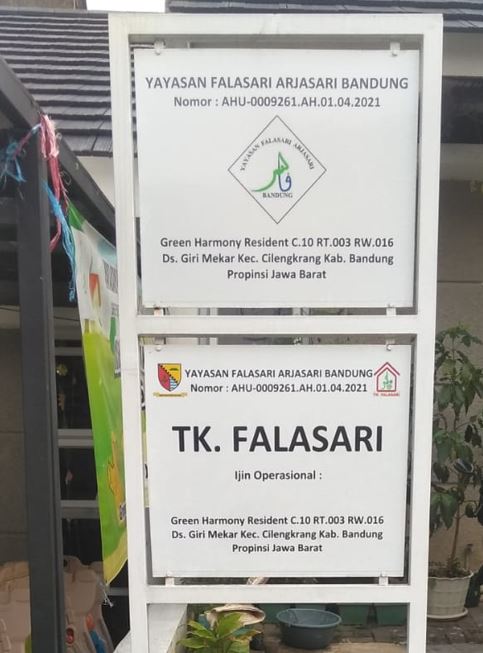 YAYASAN FALASARI ARJASARI BANDUNG
Nomor : AHU-0009261.AH.01.04.2021
YAYASAN FALASARI ARJASARI
BANDUNG
Green Harmony Resident C.10 RT.003 RW.016
Ds. Giri Mekar Kec. Cilengkrang Kab. Bandung
Propinsi Jawa Barat
YAYASAN FALASARI ARJASARI BANDUNG
Nomor : AHU-0009261.AH.01.04.2021
TK. FALASARI
TK. FALASARI
Ijin Operasional :
Green Harmony Resident C.10 RT.003 RW.016
Ds. Giri Mekar Kec. Cilengkrang Kab. Bandung
Propinsi Jawa Barat